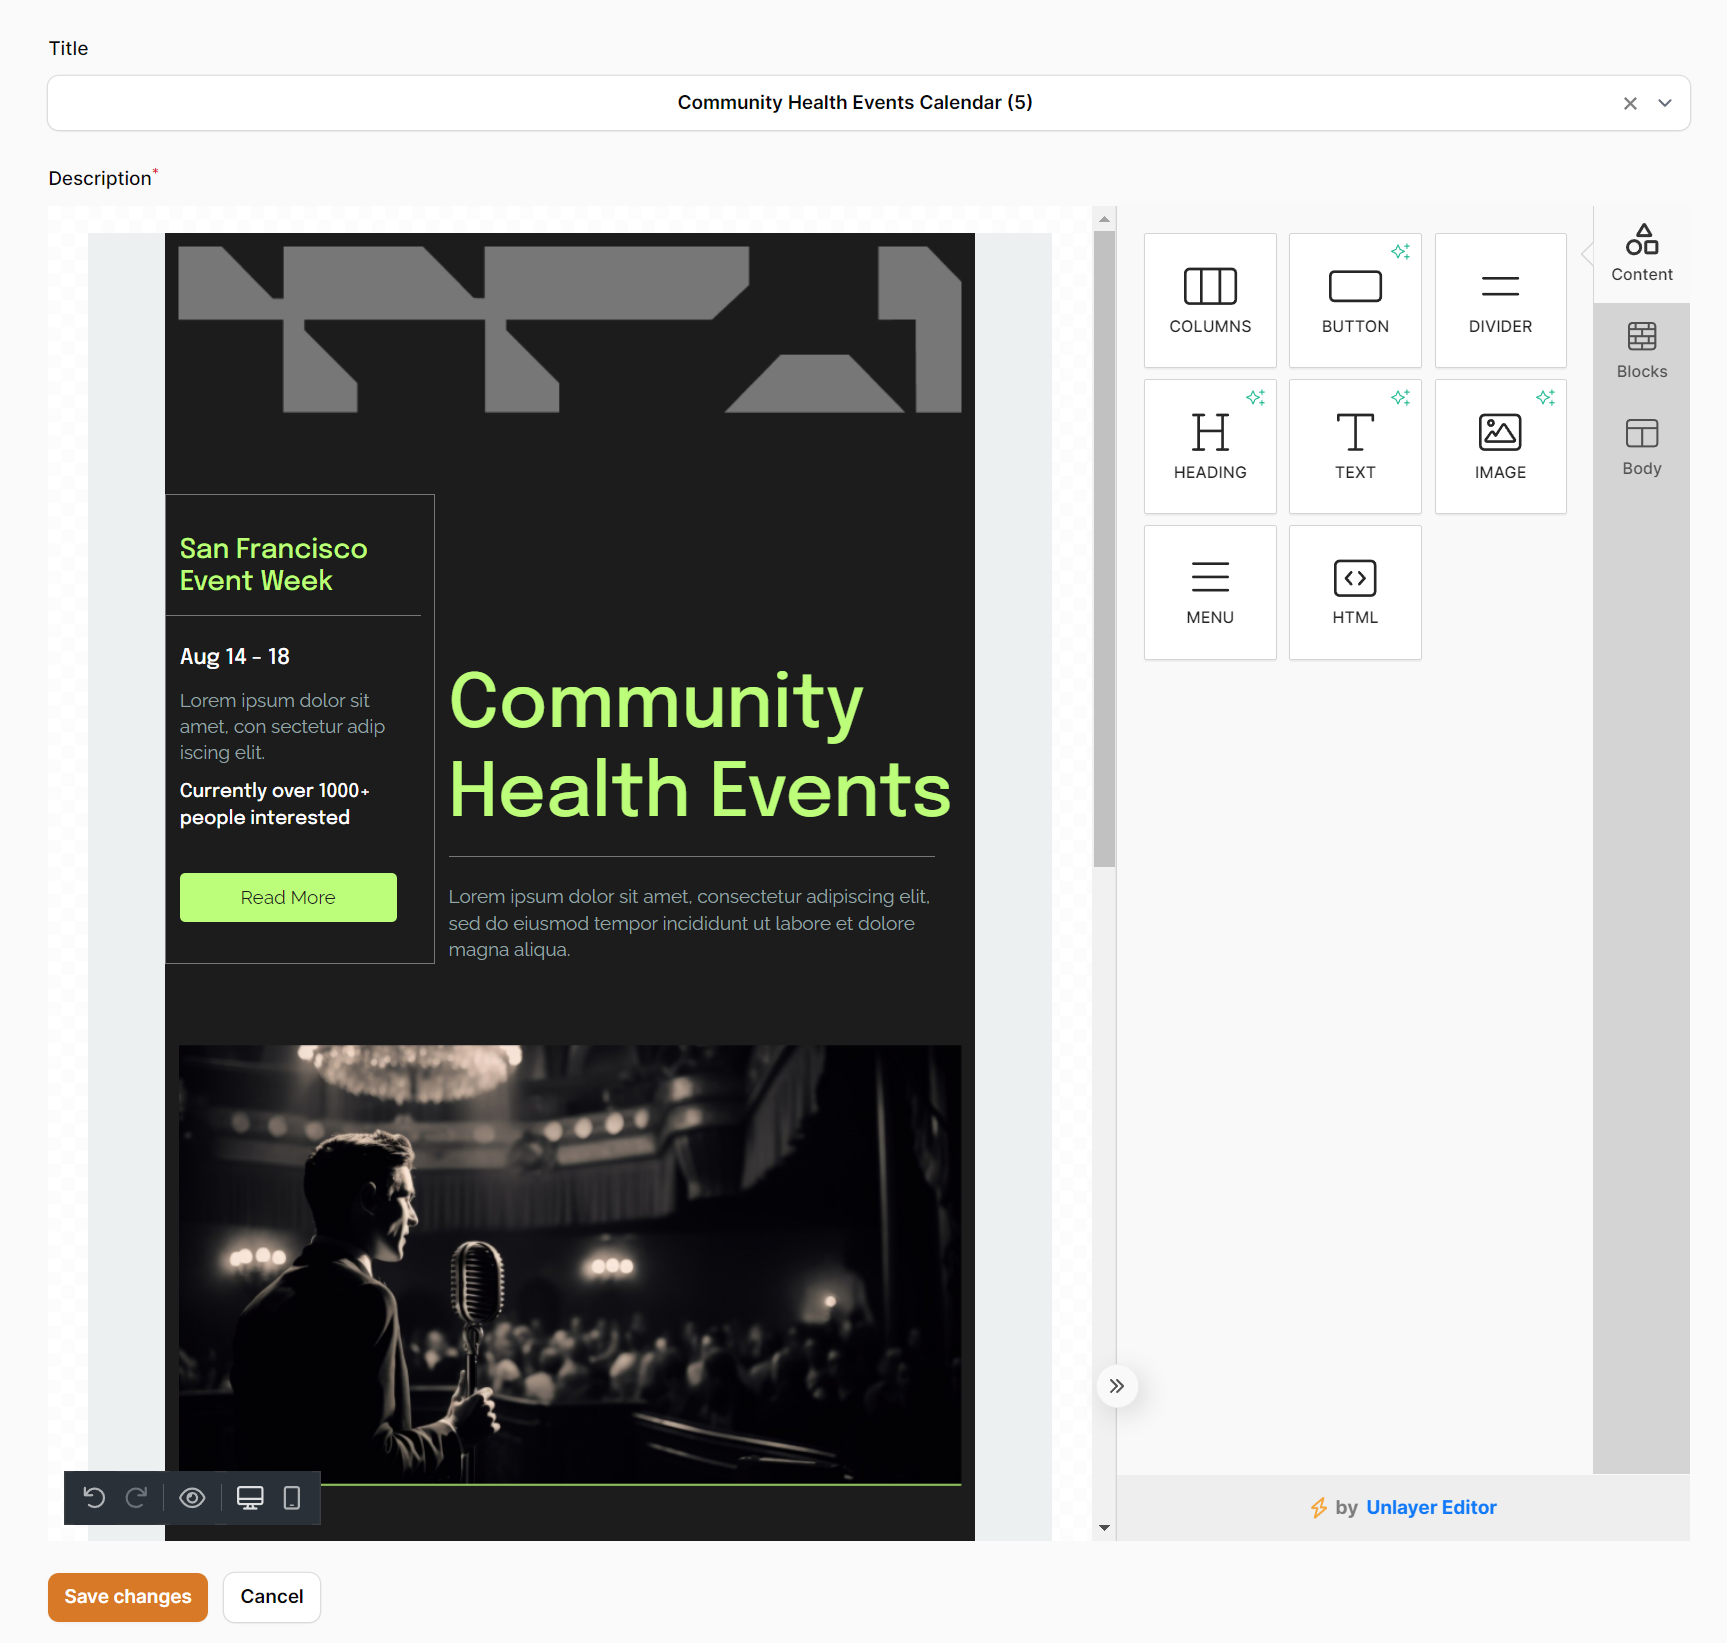 Title
Community Health Events Calendar (5)
Description*
San Francisco
Event Week
Aug 14 - 18
Lorem ipsum dolor sit
amet, con sectetur adip
iscing elit.
Currently over 1000+
people interested
Read More
Community
Health Events
Lorem ipsum dolor sit amet, consectetur adipiscing elit,
sed do eiusmod tempor incididunt ut labore et dolore
magna aliqua.
COLUMNS
BUTTON
DIVIDER
HEADING
TEXT
IMAGE
MENU
HTML
Content
Blocks
Body
by Unlayer Editor
Save changes
Cancel